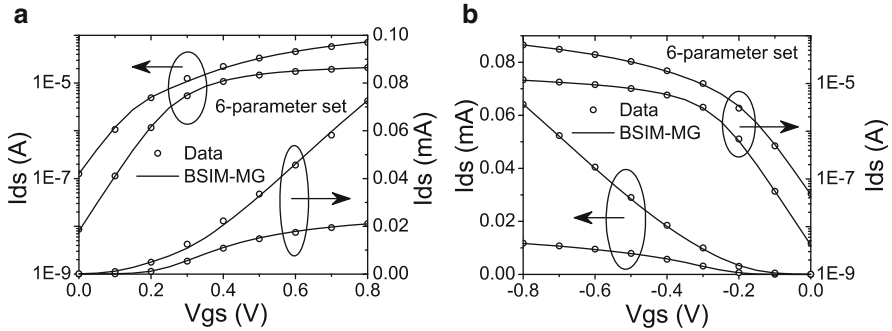 a
1E-5
1E-7
1E-9
Ids (A)
0.10
0.08
0.06
0.04
0.02
0.00
Ids (mA)
6-parameter set
Data
BSIM-MG
0.0 0.2 0.4 0.6 0.8
Vgs (V)
b
0.08
0.06
0.04
0.02
0.00
Ids (mA)
1E-5
1E-7
1E-9
Ids (A)
6-parameter set
Data
BSIM-MG
-0.8 -0.6 -0.4 -0.2 0.0
Vgs (V)